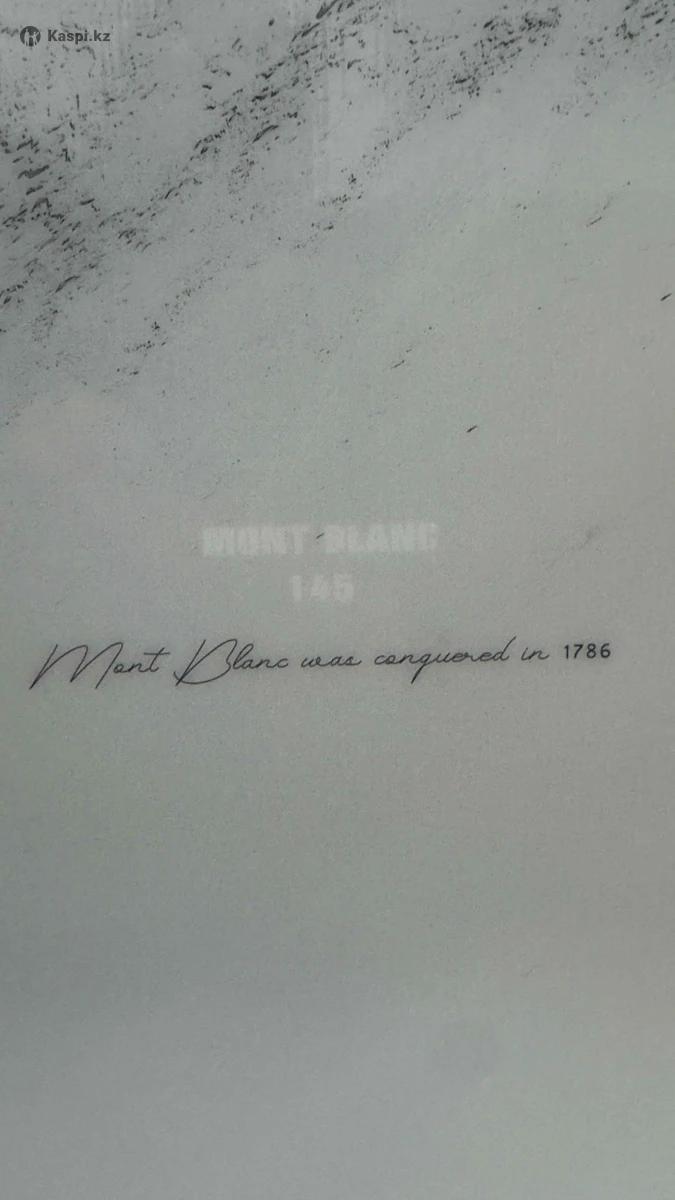 Kaspi.kz
MONT BLANC
145
Mont Blanc was conquered in 1786